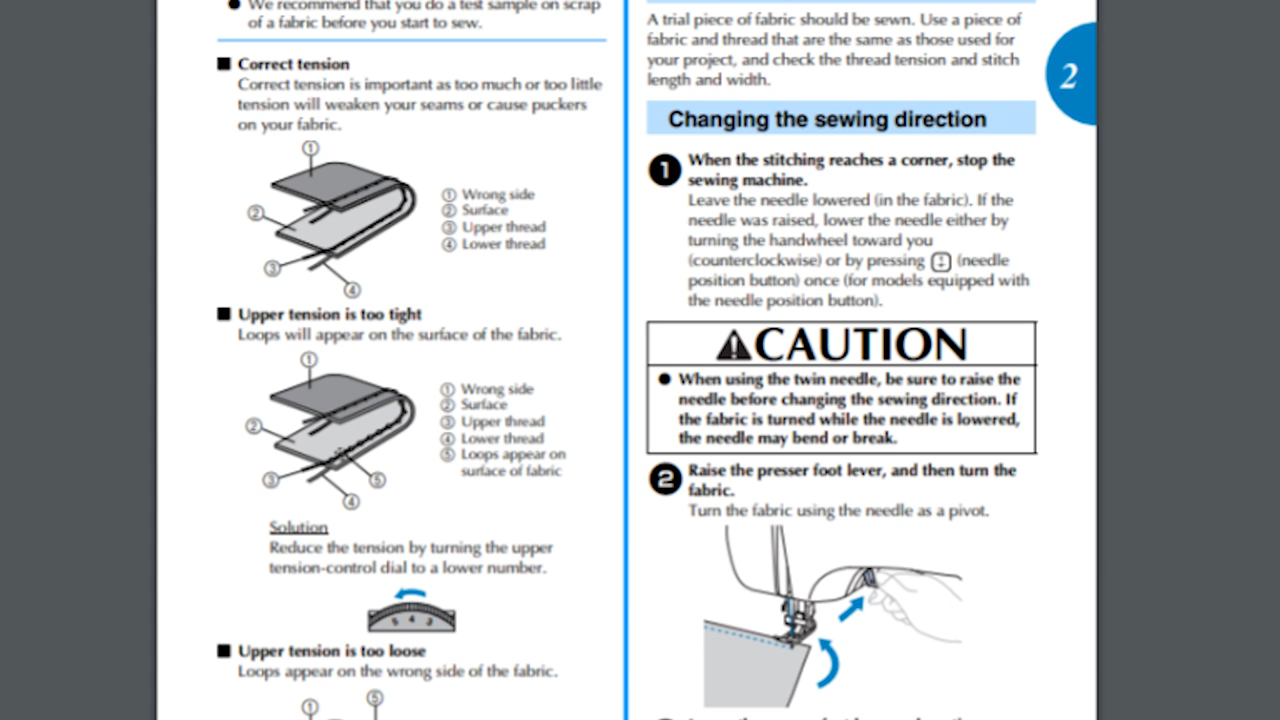 ● We recommend that you do a test sample on scrap
of a fabric before you start to sew.
■ Correct tension
Correct tension is important as too much or too little
tension will weaken your seams or cause puckers
on your fabric.
①
②
③
④
① Wrong side
② Surface
③ Upper thread
④ Lower thread
■ Upper tension is too tight
Loops will appear on the surface of the fabric.
①
②
③
④
⑤
① Wrong side
② Surface
③ Upper thread
④ Lower thread
⑤ Loops appear on
surface of fabric
Solution
Reduce the tension by turning the upper
tension-control dial to a lower number.
5 4 3
■ Upper tension is too loose
Loops appear on the wrong side of the fabric.
①
⑤
A trial piece of fabric should be sewn. Use a piece of
fabric and thread that are the same as those used for
your project, and check the thread tension and stitch
length and width.
2
Changing the sewing direction
1 When the stitching reaches a corner, stop the
sewing machine.
Leave the needle lowered (in the fabric). If the
needle was raised, lower the needle either by
turning the handwheel toward you
(counterclockwise) or by pressing (needle
position button) once (for models equipped with
the needle position button).
CAUTION
● When using the twin needle, be sure to raise the
needle before changing the sewing direction. If
the fabric is turned while the needle is lowered,
the needle may bend or break.
2 Raise the presser foot lever, and then turn the
fabric.
Turn the fabric using the needle as a pivot.